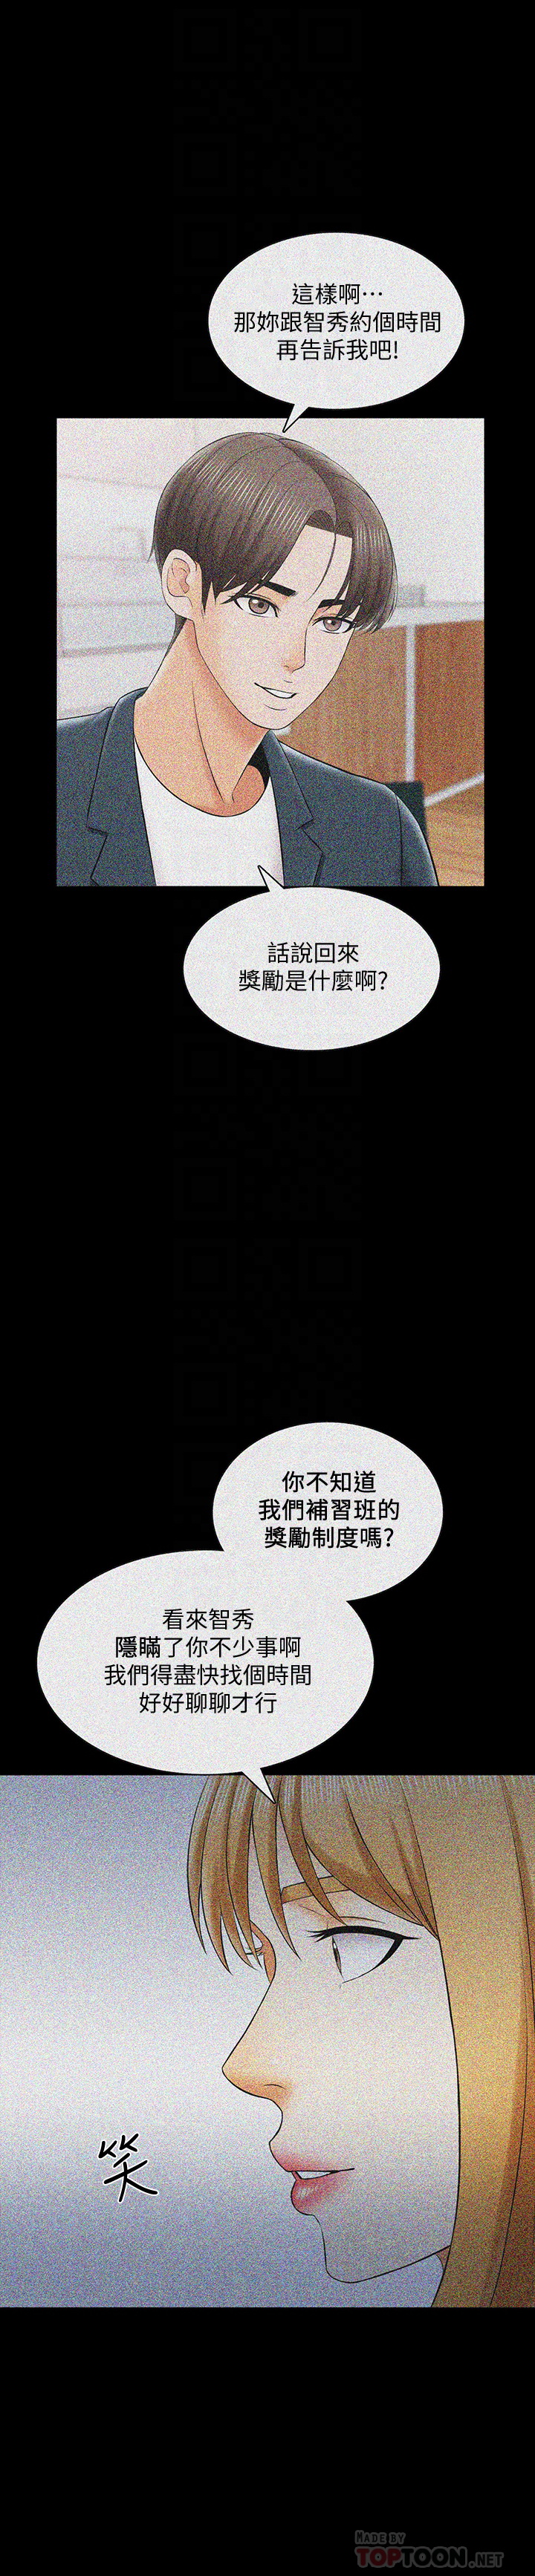 這樣啊…
那妳跟智秀約個時間
再告訴我吧!
話說回來
獎勵是什麼啊?
你不知道
我們補習班的
獎勵制度嗎?
看來智秀
隱瞞了你不少事啊
我們得盡快找個時間
好好聊聊才行
笑
MADE BY
TOPTOON.NET